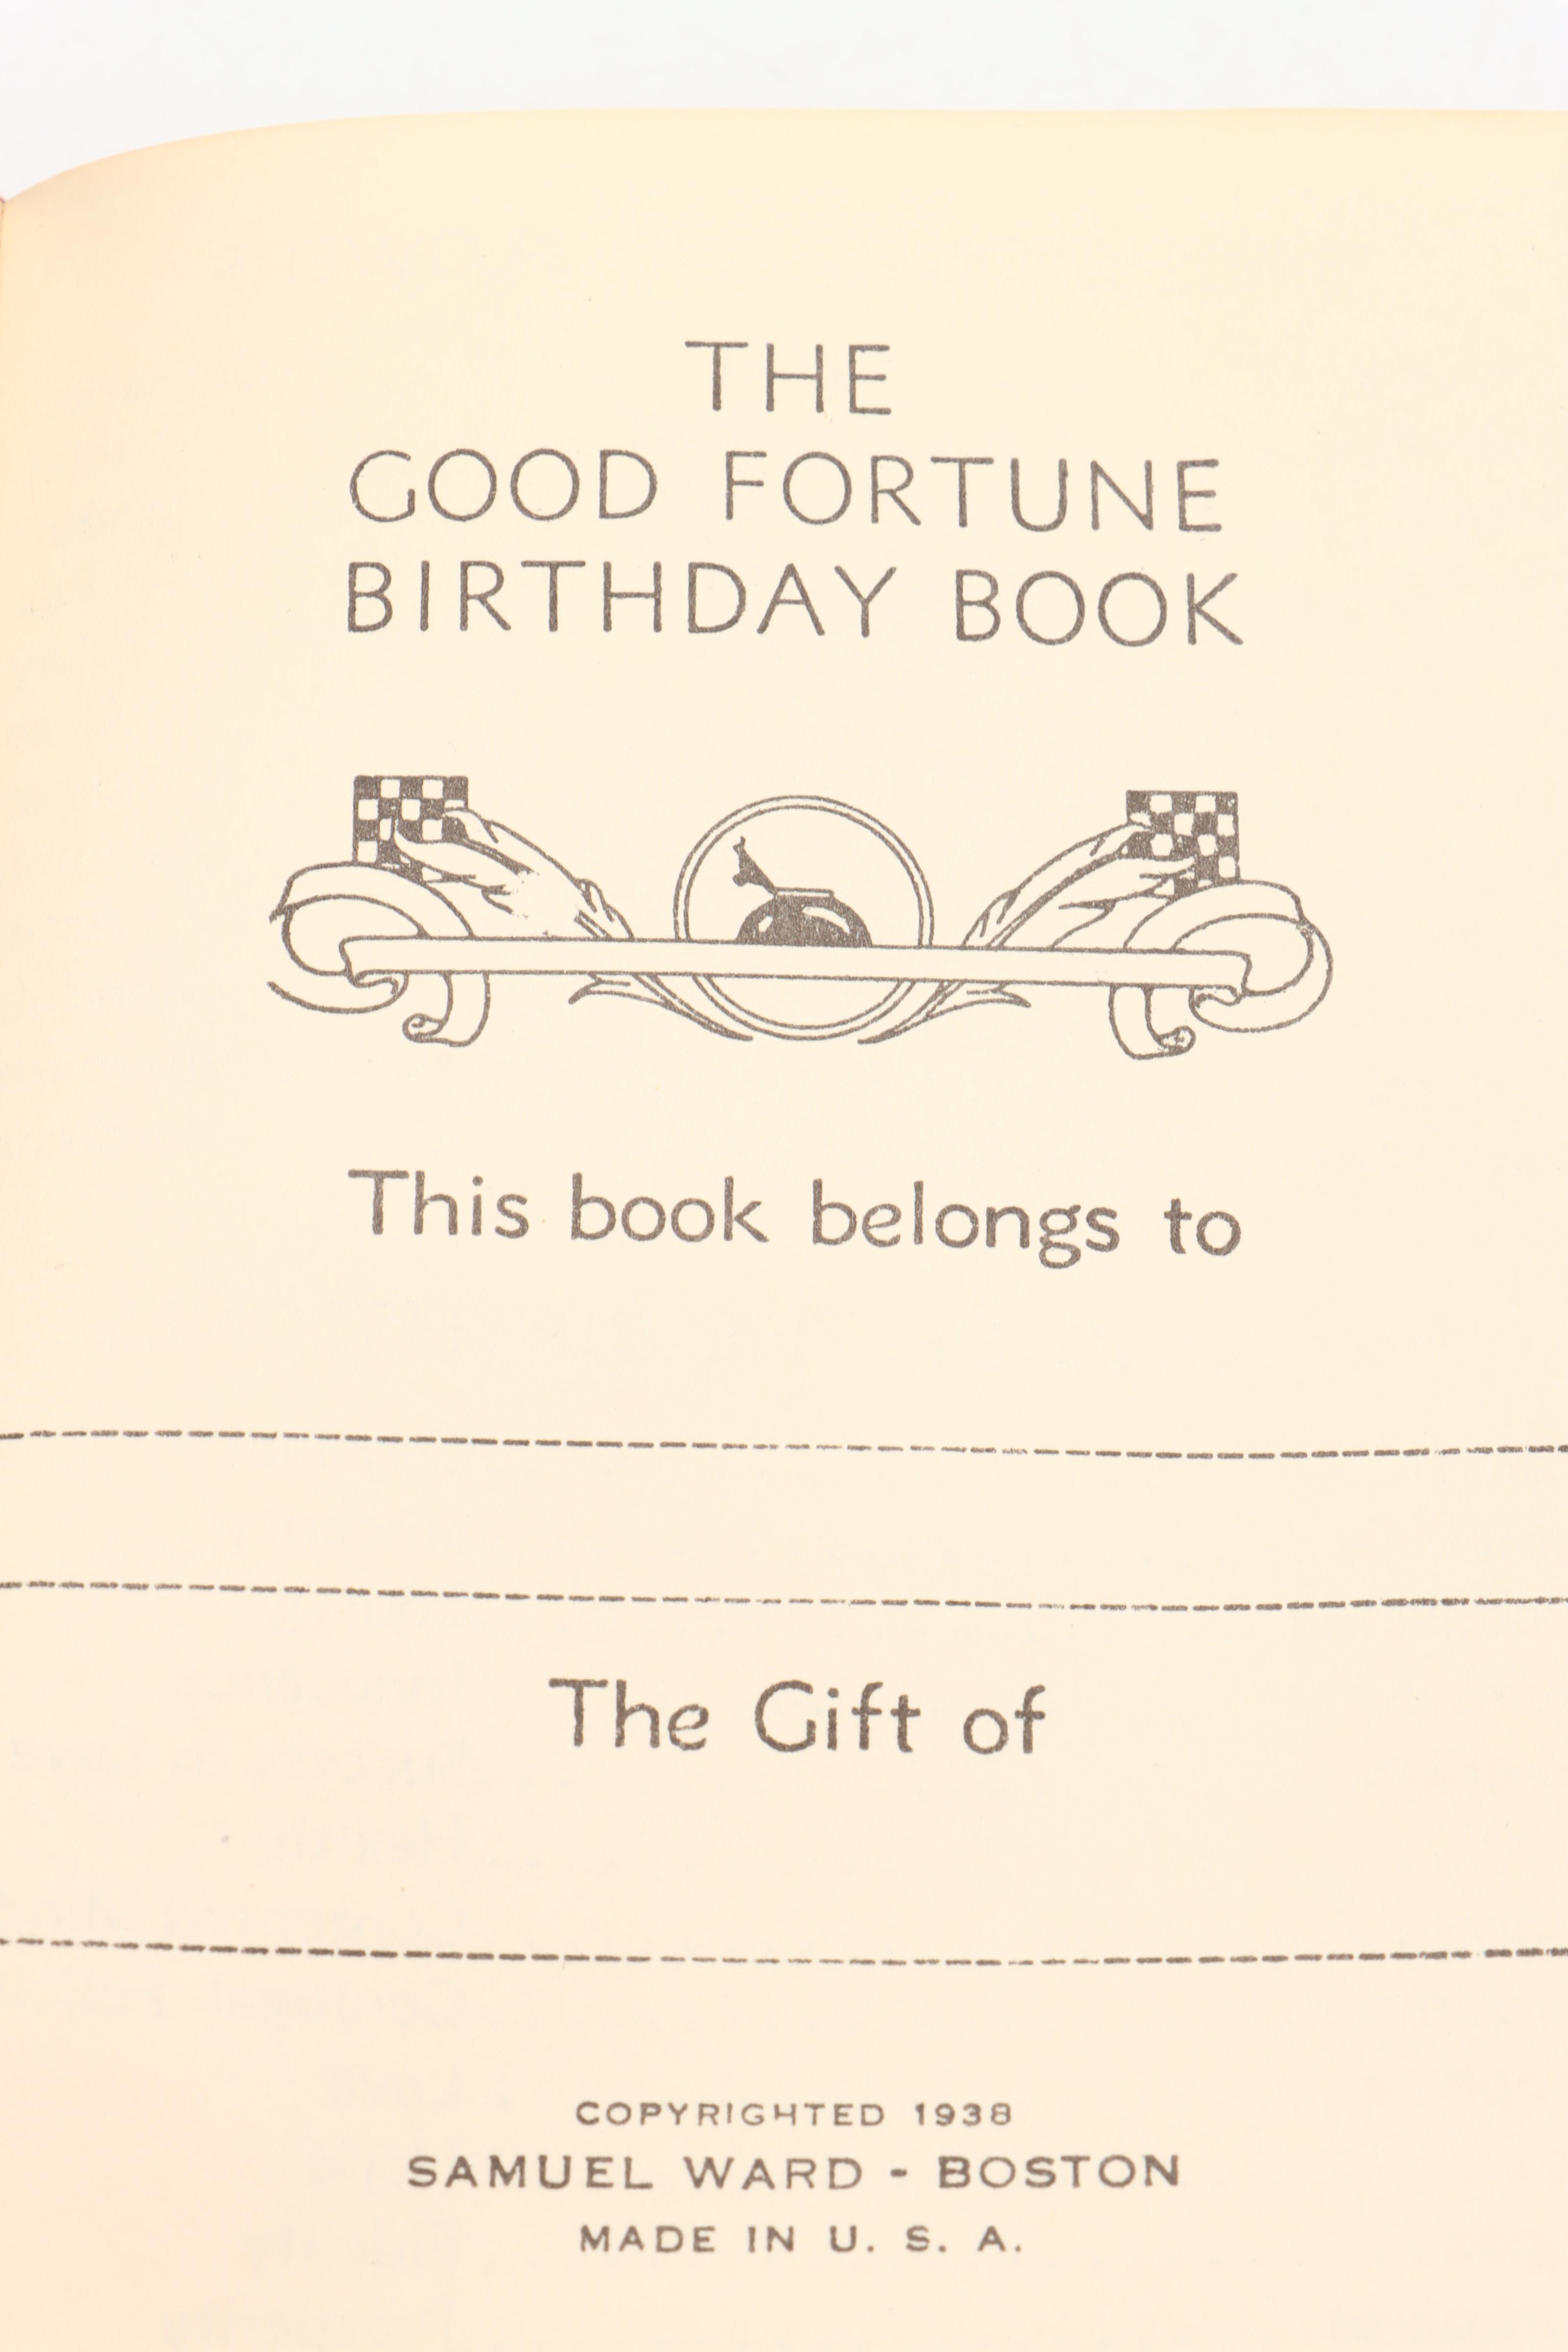 THE
GOOD FORTUNE
BIRTHDAY BOOK
This book belongs to
The Gift of
COPYRIGHTED 1938
SAMUEL WARD - BOSTON
MADE IN U. S. A.